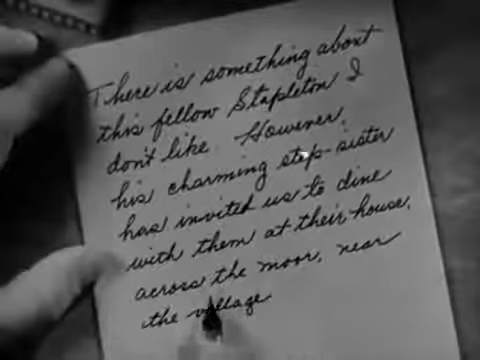 There is something about
this fellow Stapleton I
don't like. However,
his charming step-sister
has invited us to dine
with them at their house,
across the moor, near
the village